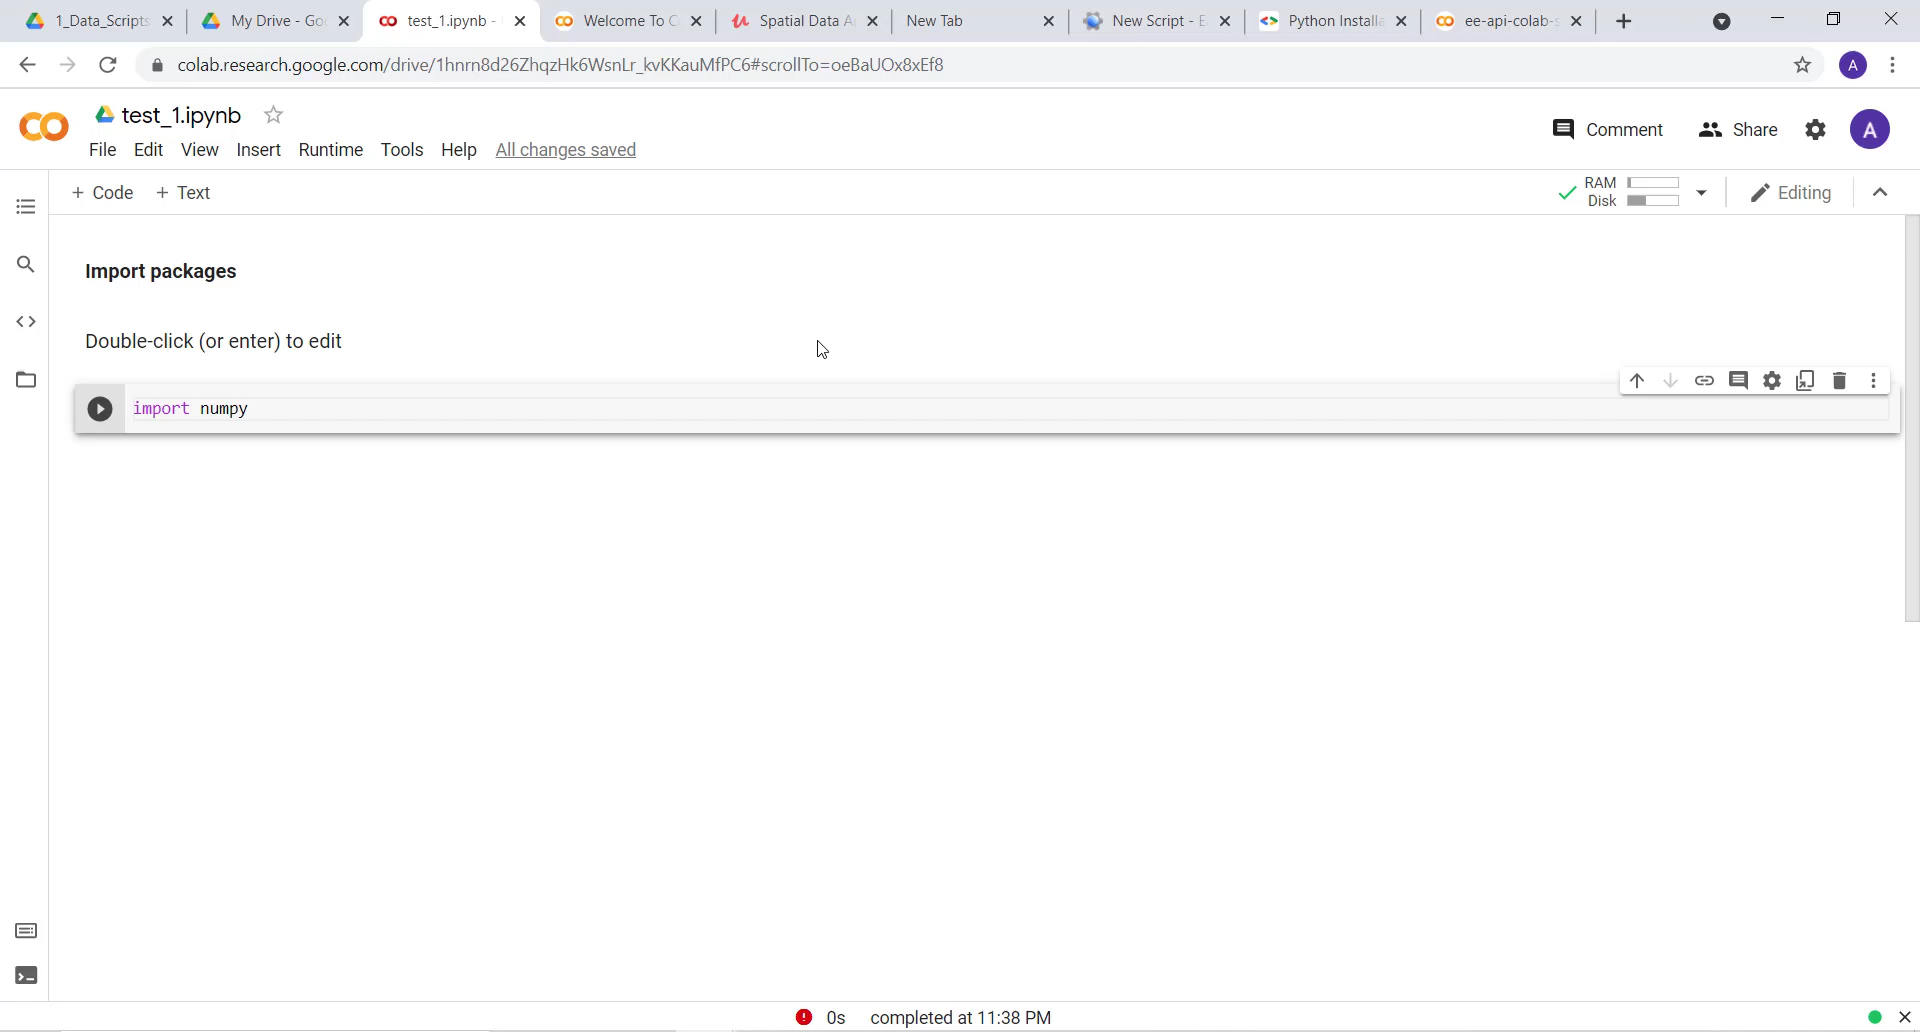 1_Data_Scripts
My Drive - Goo
test_1.ipynb -
Welcome To C
Spatial Data A
New Tab
New Script - E
Python Installa
ee-api-colab-s
A
colab.research.google.com/drive/1hnrn8d26ZhqzHk6WsnLr_kvKKauMfPC6#scrollTo=oeBaUOx8xEf8
test_1.ipynb
Comment Share A
File Edit View Insert Runtime Tools Help All changes saved
+ Code + Text
RAM
Disk
Editing
Import packages
Double-click (or enter) to edit
import numpy
0s completed at 11:38 PM